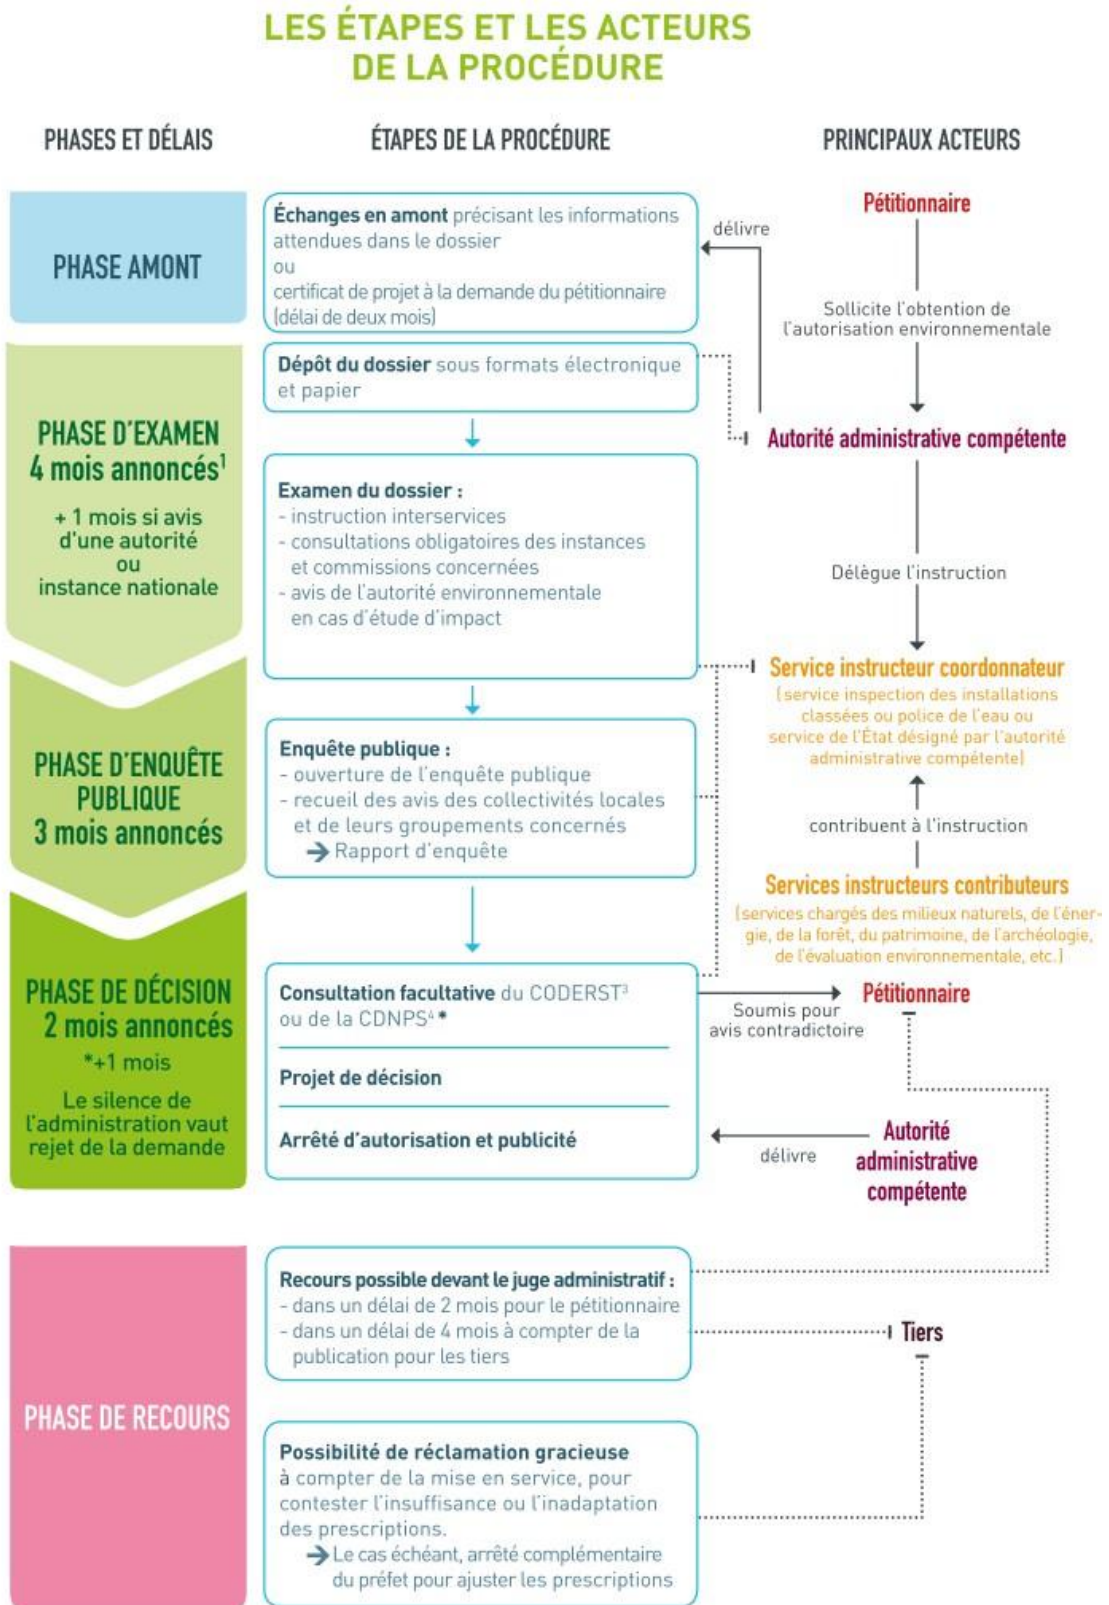 LES ÉTAPES ET LES ACTEURS
DE LA PROCÉDURE
PHASES ET DÉLAIS
ÉTAPES DE LA PROCÉDURE
PRINCIPAUX ACTEURS
PHASE AMONT
Échanges en amont précisant les informations
attendues dans le dossier
ou
certificat de projet à la demande du pétitionnaire
(délai de deux mois)
délivre
Pétitionnaire
Sollicite l'obtention de
l'autorisation environnementale
PHASE D'EXAMEN
4 mois annoncés¹
+ 1 mois si avis
d'une autorité
ou
instance nationale
Dépôt du dossier sous formats électronique
et papier
Autorité administrative compétente
Examen du dossier :
- instruction interservices
- consultations obligatoires des instances
et commissions concernées
- avis de l'autorité environnementale
en cas d'étude d'impact
Délègue l'instruction
Service instructeur coordonnateur
(service inspection des installations
classées ou police de l'eau ou
service de l'État désigné par l'autorité
administrative compétente)
PHASE D'ENQUÊTE
PUBLIQUE
3 mois annoncés
Enquête publique :
- ouverture de l'enquête publique
- recueil des avis des collectivités locales
et de leurs groupements concernés
➔ Rapport d'enquête
contribuent à l'instruction
Services instructeurs contributeurs
(services chargés des milieux naturels, de l'éner-
gie, de la forêt, du patrimoine, de l'archéologie,
de l'évaluation environnementale, etc.)
PHASE DE DÉCISION
2 mois annoncés
*+1 mois
Le silence de
l'administration vaut
rejet de la demande
Consultation facultative du CODERST³
ou de la CDNPS⁴ *
Projet de décision
Arrêté d'autorisation et publicité
Soumis pour
avis contradictoire
Pétitionnaire
délivre
Autorité
administrative
compétente
PHASE DE RECOURS
Recours possible devant le juge administratif :
- dans un délai de 2 mois pour le pétitionnaire
- dans un délai de 4 mois à compter de la
publication pour les tiers
Tiers
Possibilité de réclamation gracieuse
à compter de la mise en service, pour
contester l'insuffisance ou l'inadaptation
des prescriptions.
➔ Le cas échéant, arrêté complémentaire
du préfet pour ajuster les prescriptions